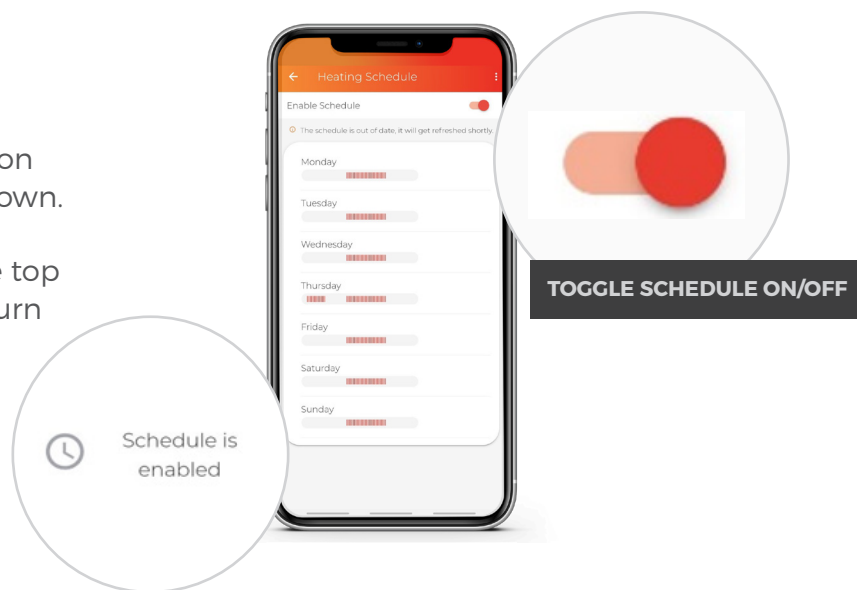 on
own.
e top
urn
Heating Schedule
Enable Schedule
The schedule is out of date, it will get refreshed shortly.
Monday
Tuesday
Wednesday
Thursday
Friday
Saturday
Sunday
TOGGLE SCHEDULE ON/OFF
Schedule is
enabled